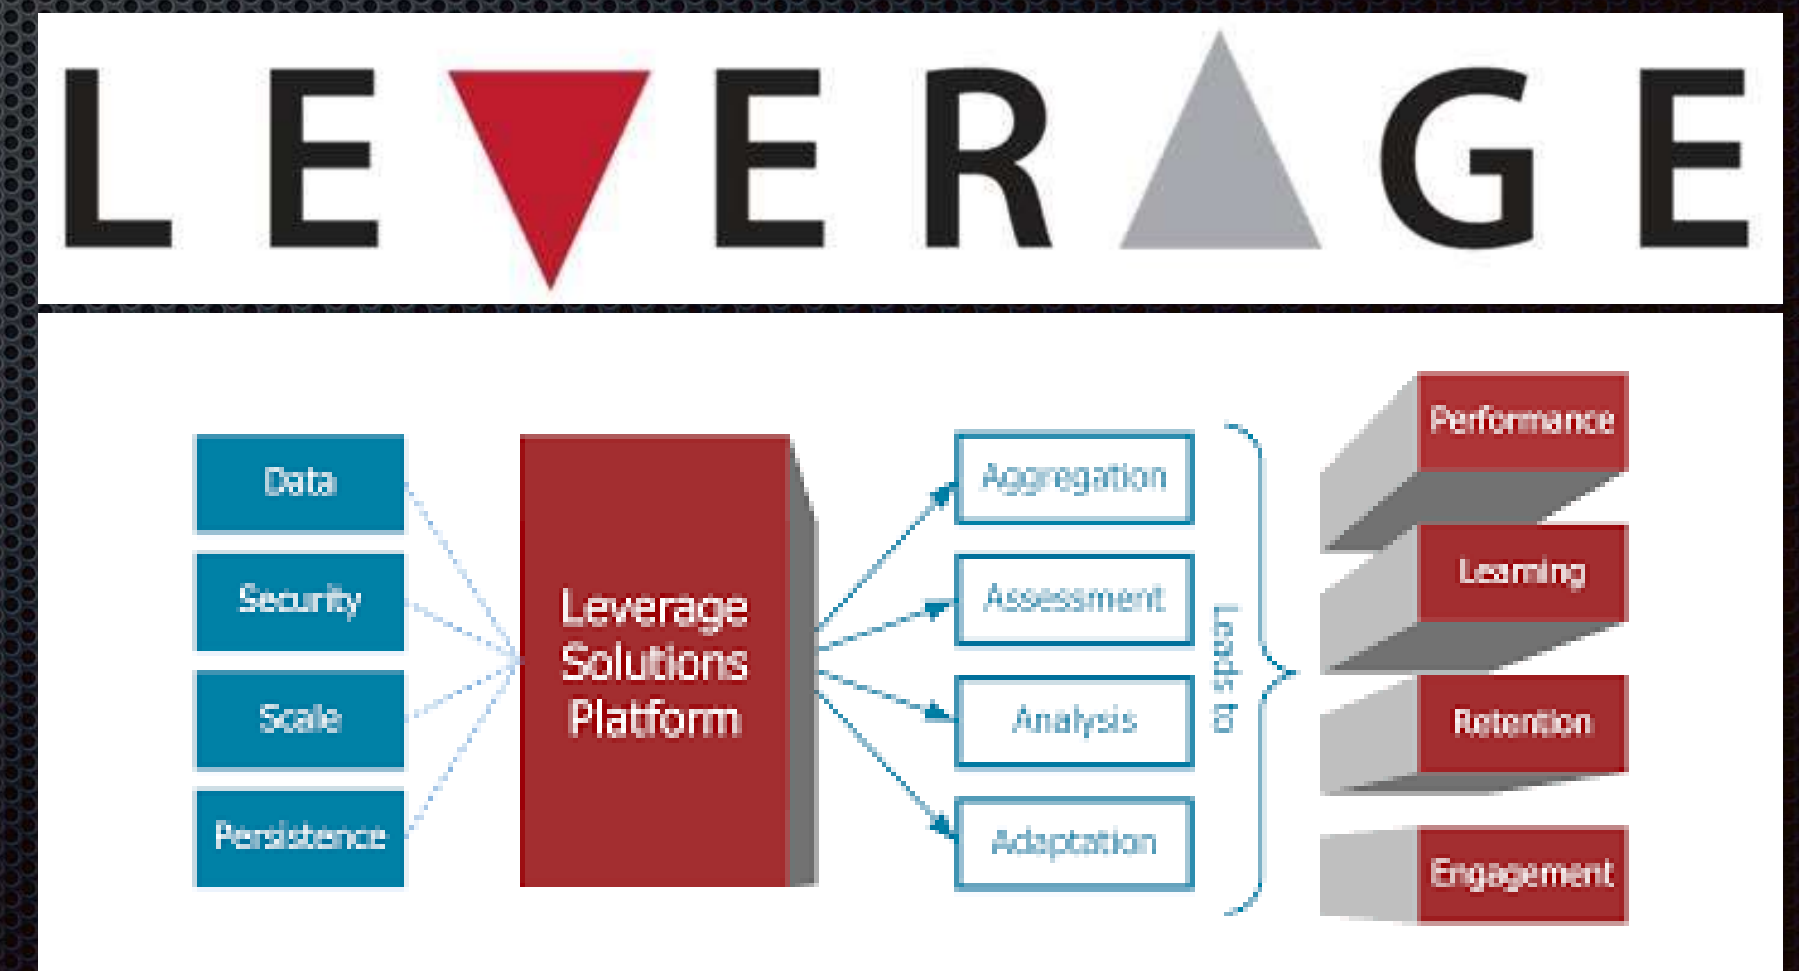 LEVERAGE
Data
Security
Scale
Persistence
Leverage
Solutions
Platform
Aggregation
Assessment
Analysis
Adaptation
Leads to
Performance
Learning
Retention
Engagement